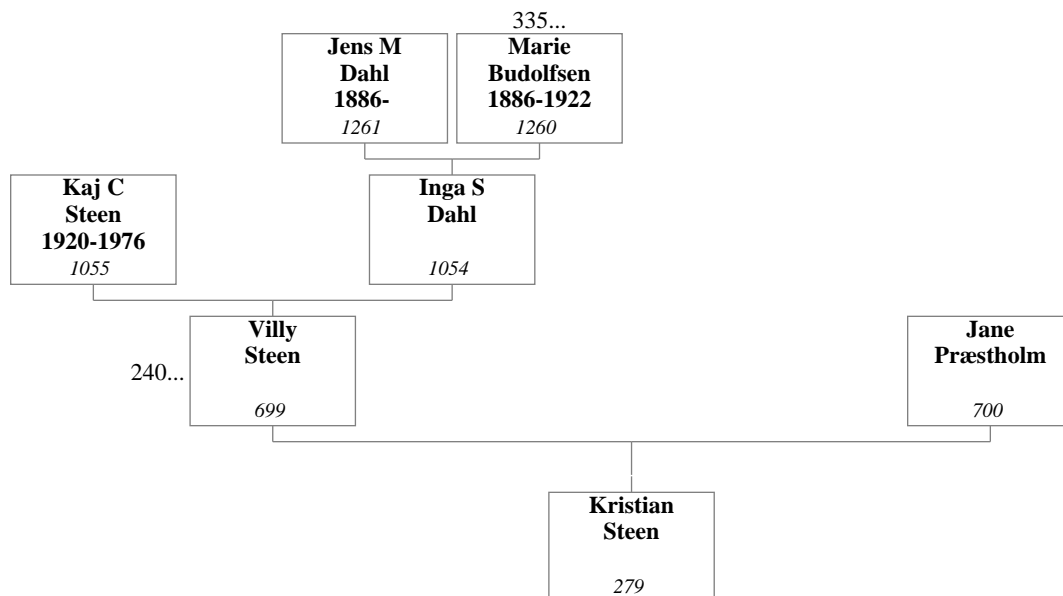 335...
Jens M
Dahl
1886-
1261
Marie
Budolfsen
1886-1922
1260
Kaj C
Steen
1920-1976
1055
Inga S
Dahl
1054
240...
Villy
Steen
699
Jane
Præstholm
700
Kristian
Steen
279